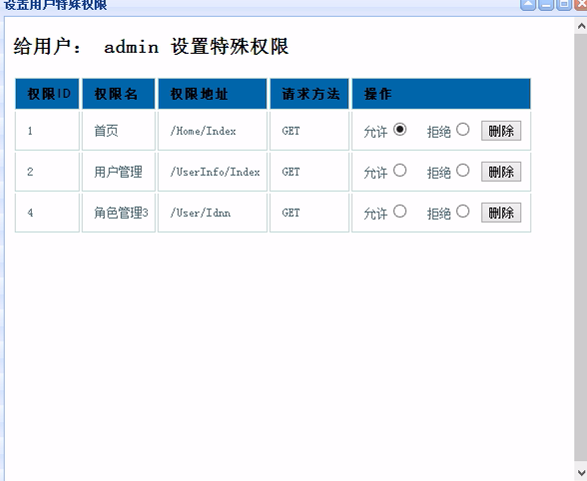 设置用户特殊权限
给用户： admin 设置特殊权限
权限ID 权限名 权限地址 请求方法 操作
1 首页 /Home/Index GET 允许 拒绝 删除
2 用户管理 /UserInfo/Index GET 允许 拒绝 删除
4 角色管理3 /User/Idnn GET 允许 拒绝 删除